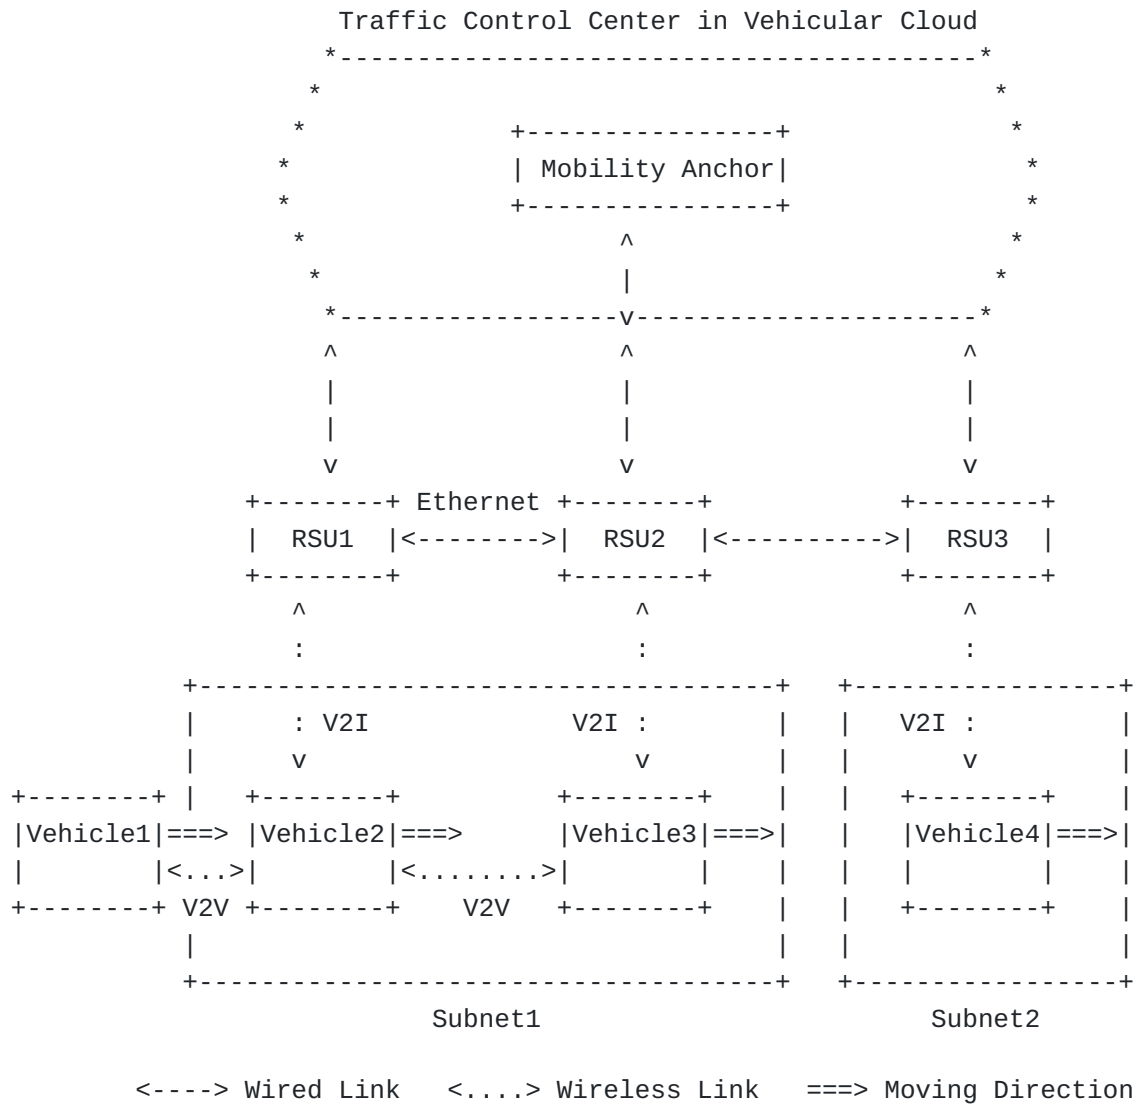 Traffic Control Center in Vehicular Cloud
Mobility Anchor
Ethernet
RSU1 RSU2 RSU3
V2I V2I V2I
Vehicle1 ===> Vehicle2 ===> Vehicle3 ===> Vehicle4 ===>
<...> <........>
V2V V2V
Subnet1 Subnet2
<----> Wired Link <....> Wireless Link ===> Moving Direction